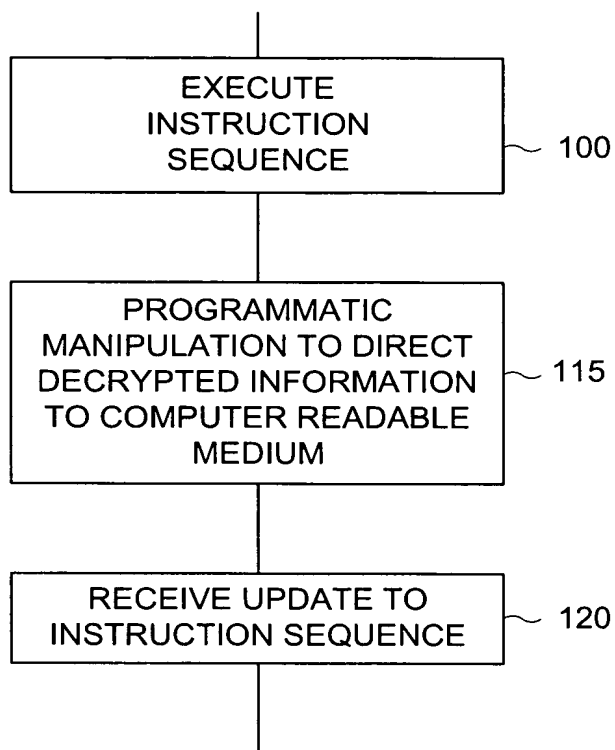 EXECUTE
INSTRUCTION
SEQUENCE
100
PROGRAMMATIC
MANIPULATION TO DIRECT
DECRYPTED INFORMATION
TO COMPUTER READABLE
MEDIUM
115
RECEIVE UPDATE TO
INSTRUCTION SEQUENCE
120